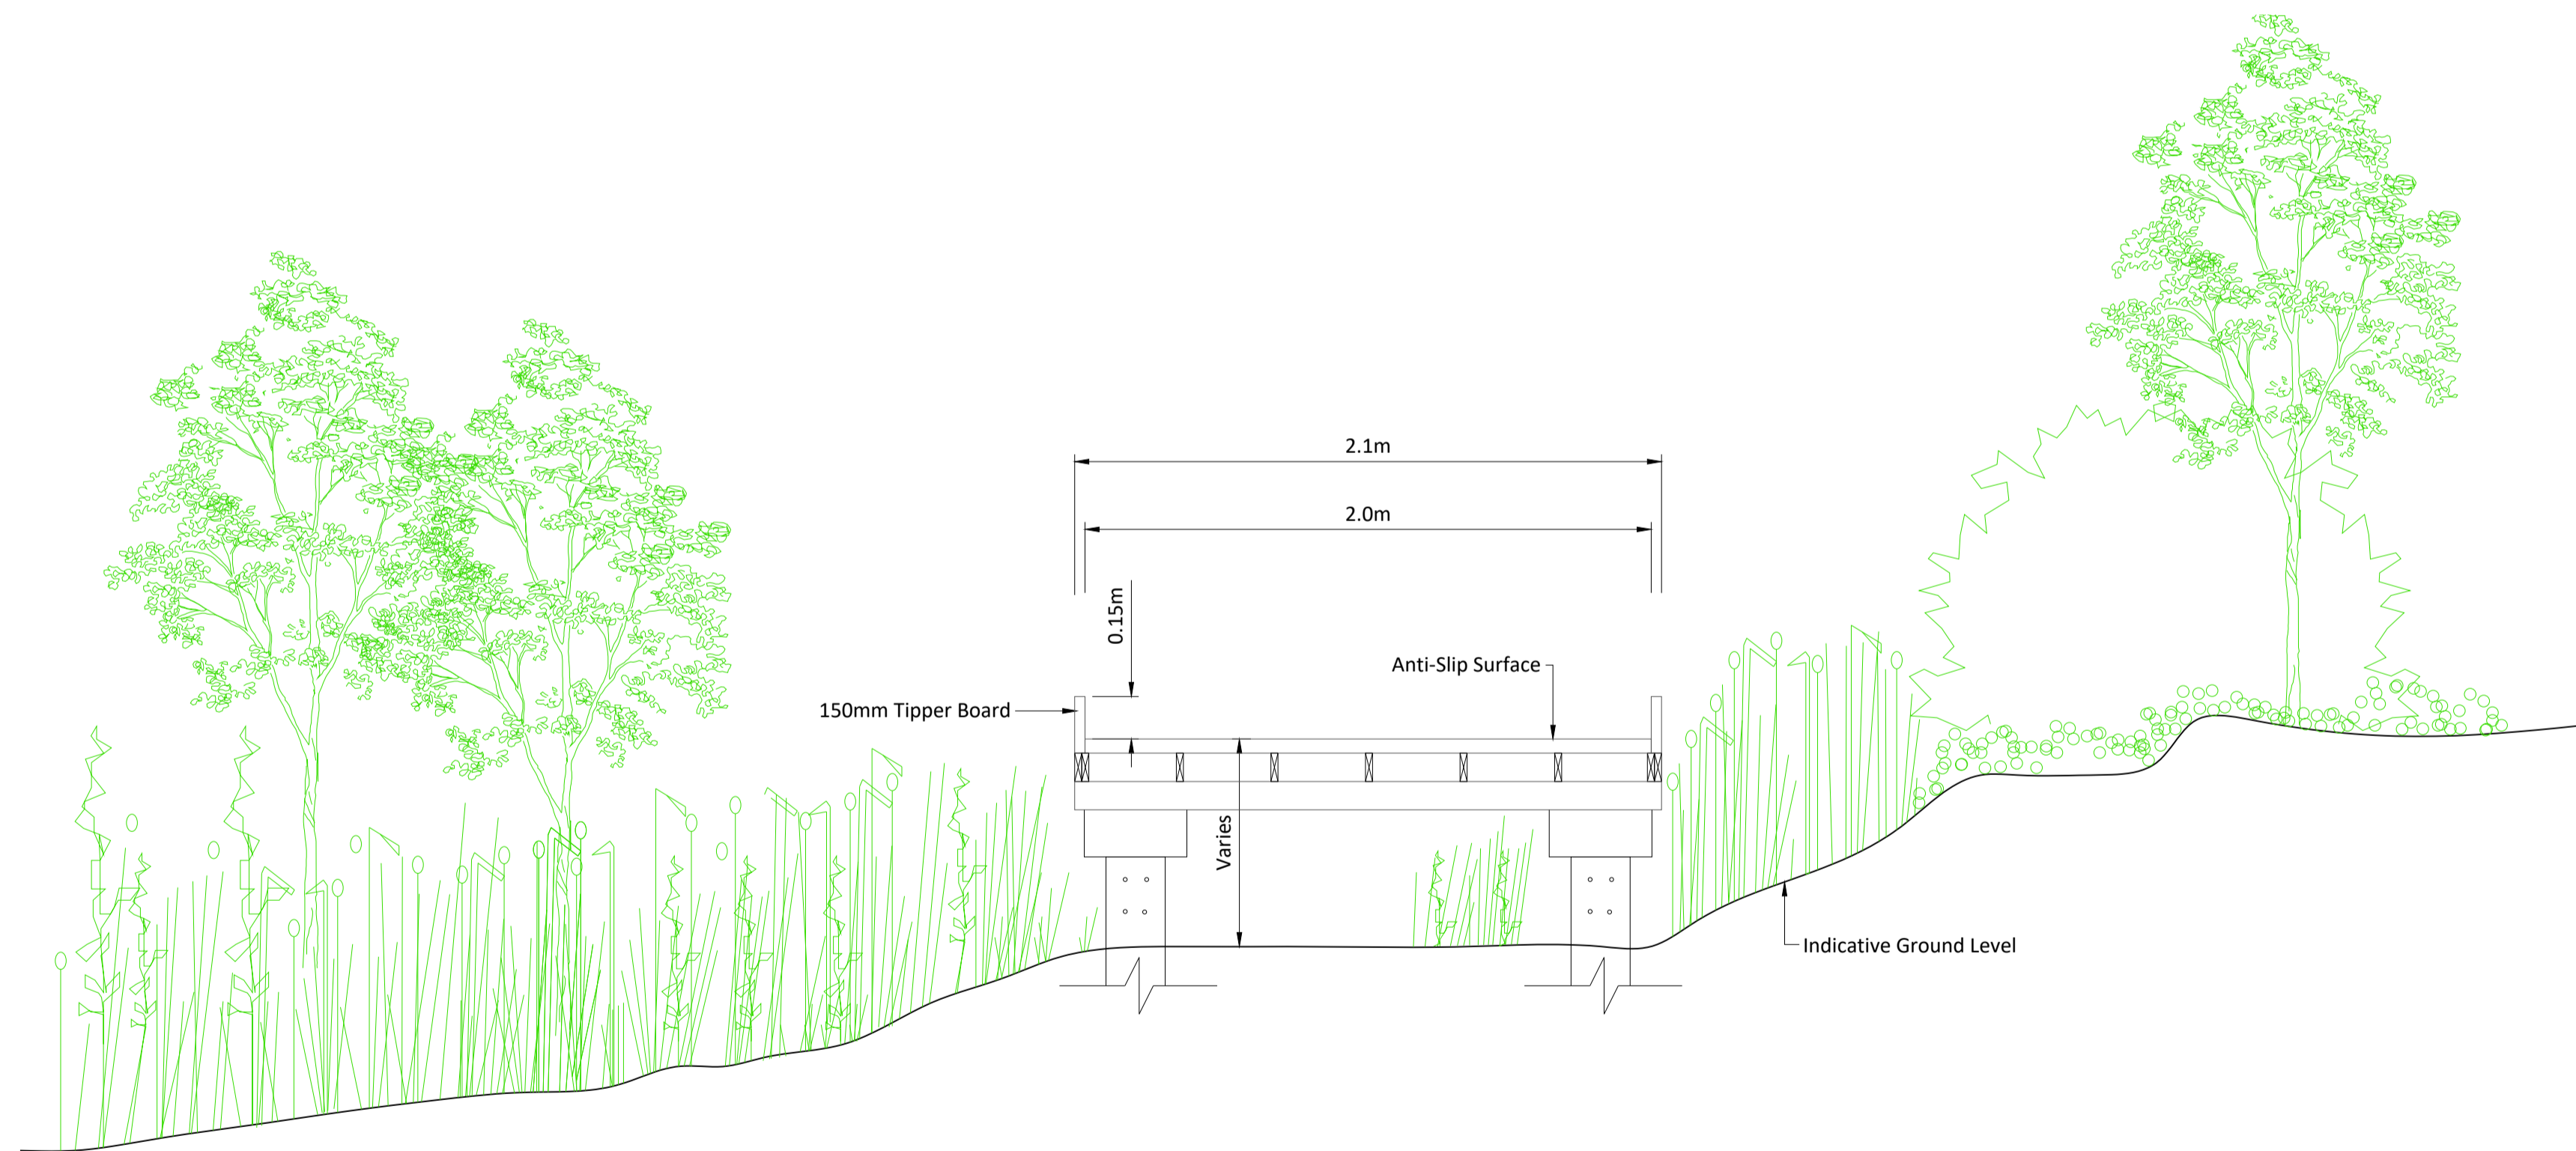 2.1m
2.0m
0.15m
Anti-Slip Surface
150mm Tipper Board
Varies
Indicative Ground Level